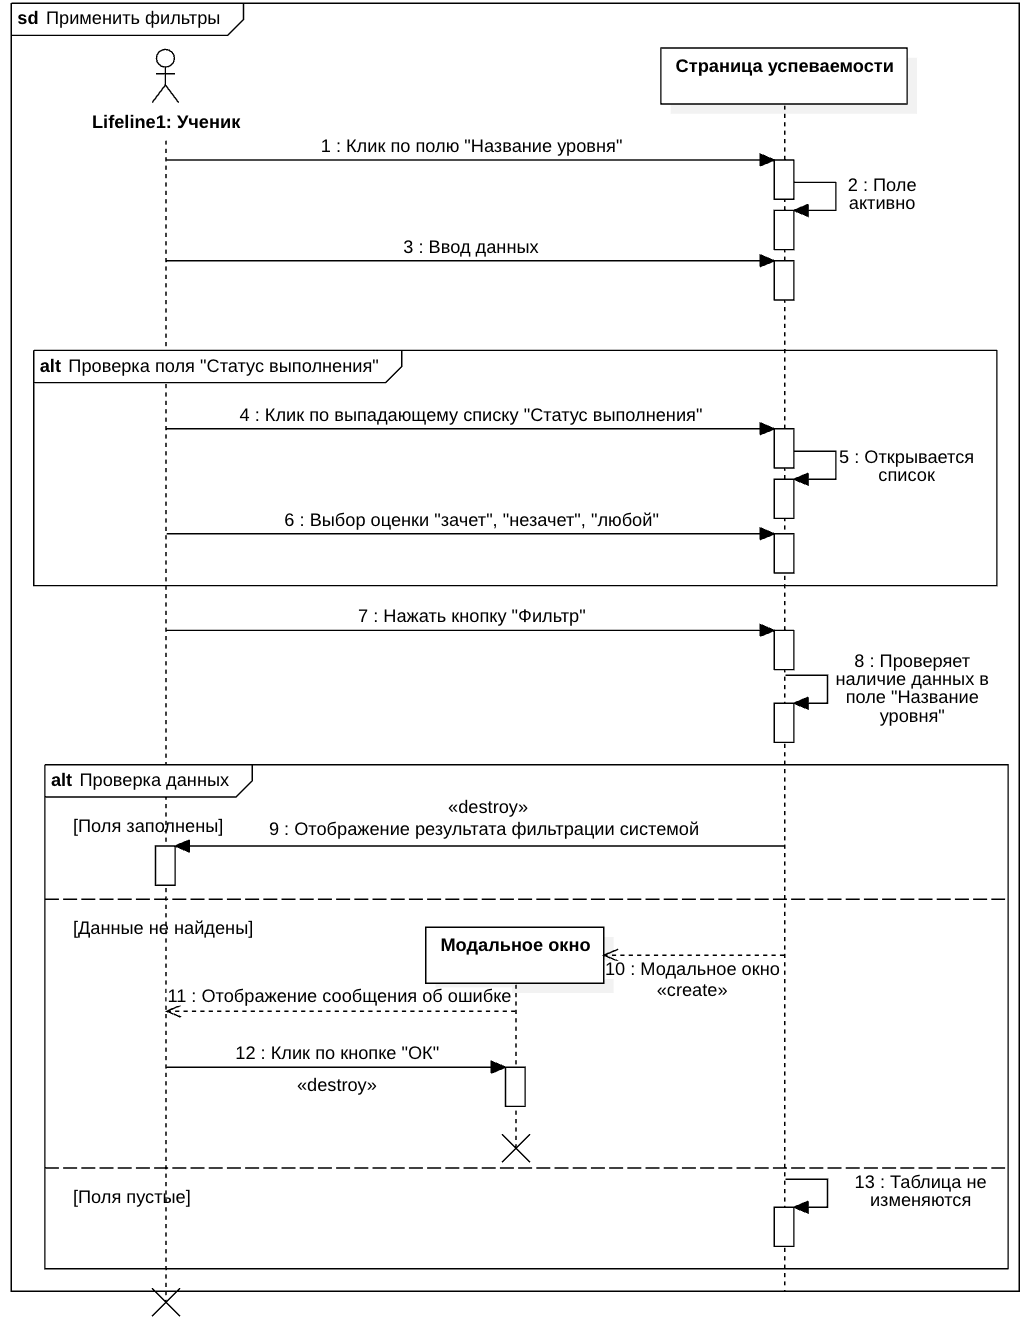 sd Применить фильтры
Страница успеваемости
Lifeline1: Ученик
1 : Клик по полю "Название уровня"
2 : Поле
активно
3 : Ввод данных
alt Проверка поля "Статус выполнения"
4 : Клик по выпадающему списку "Статус выполнения"
5 : Открывается
список
6 : Выбор оценки "зачет", "незачет", "любой"
7 : Нажать кнопку "Фильтр"
8 : Проверяет
наличие данных в
поле "Название
уровня"
alt Проверка данных
«destroy»
[Поля заполнены]
9 : Отображение результата фильтрации системой
[Данные не найдены]
Модальное окно
10 : Модальное окно
«create»
11 : Отображение сообщения об ошибке
12 : Клик по кнопке "ОК"
«destroy»
13 : Таблица не
изменяются
[Поля пустые]